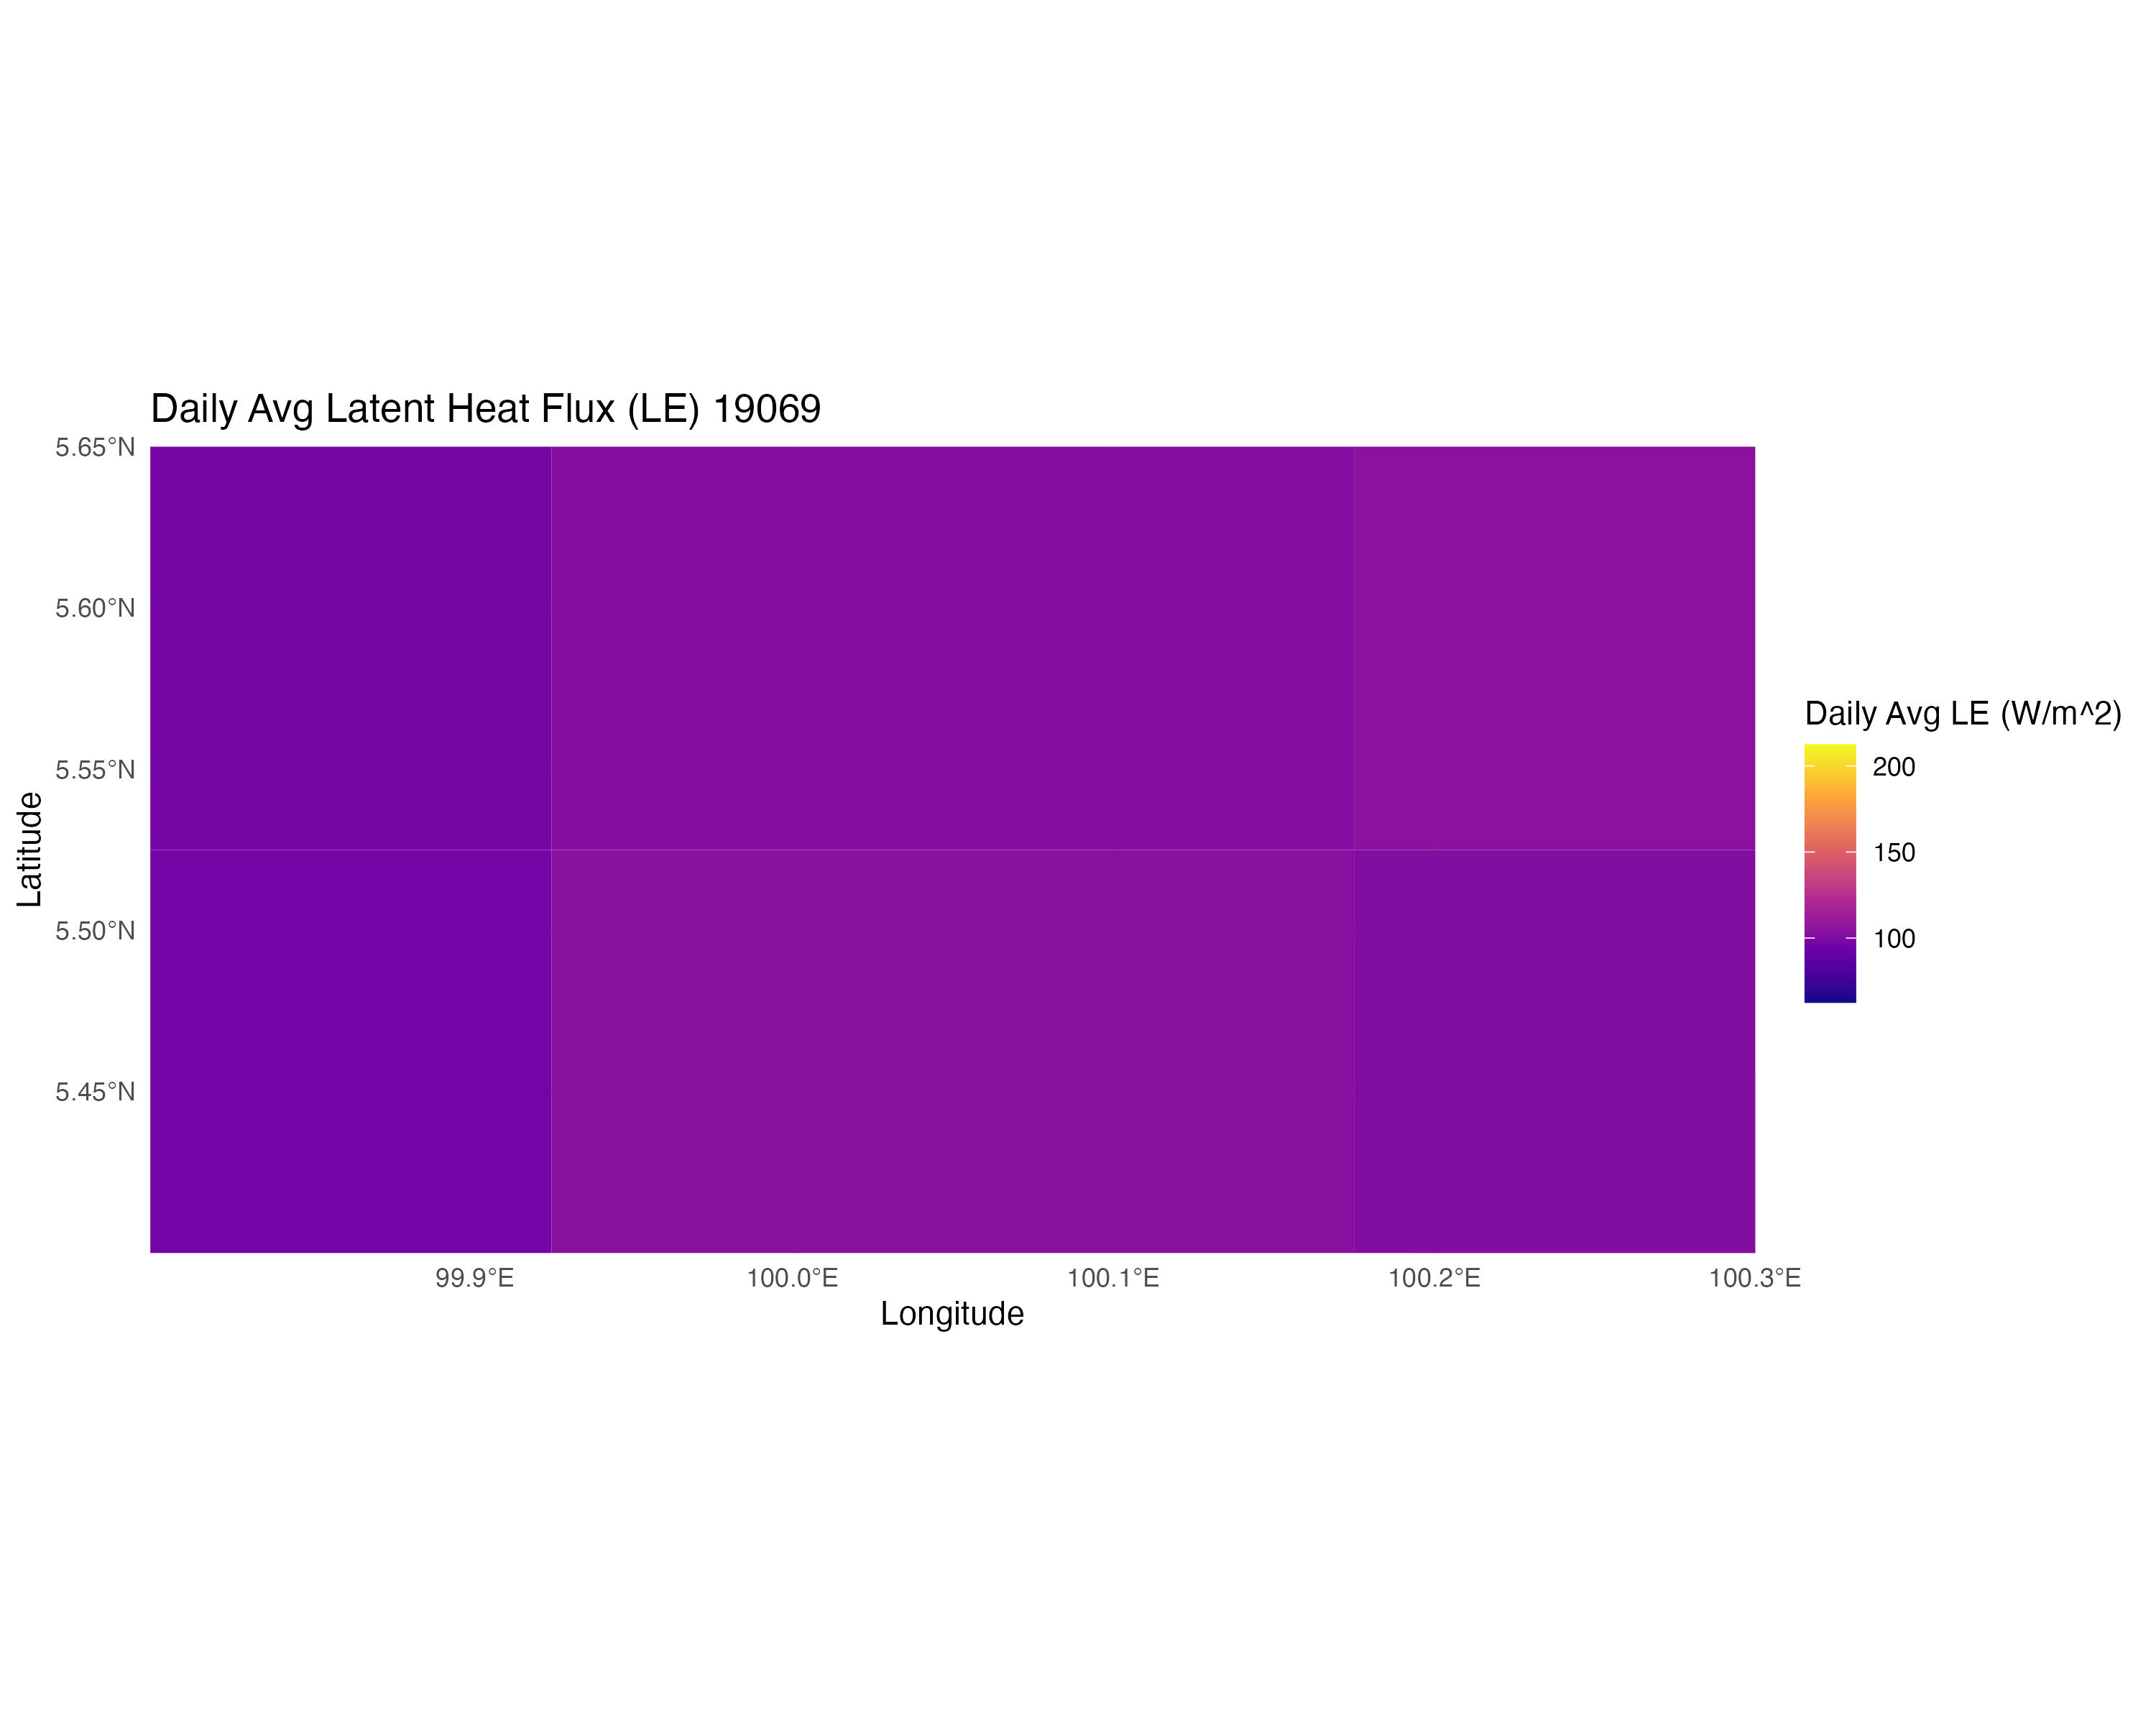 Daily Avg Latent Heat Flux (LE) 19069
5.65°N
5.60°N
5.55°N
5.50°N
5.45°N
Latitude
99.9°E 100.0°E 100.1°E 100.2°E 100.3°E
Longitude
Daily Avg LE (W/m^2)
200
150
100